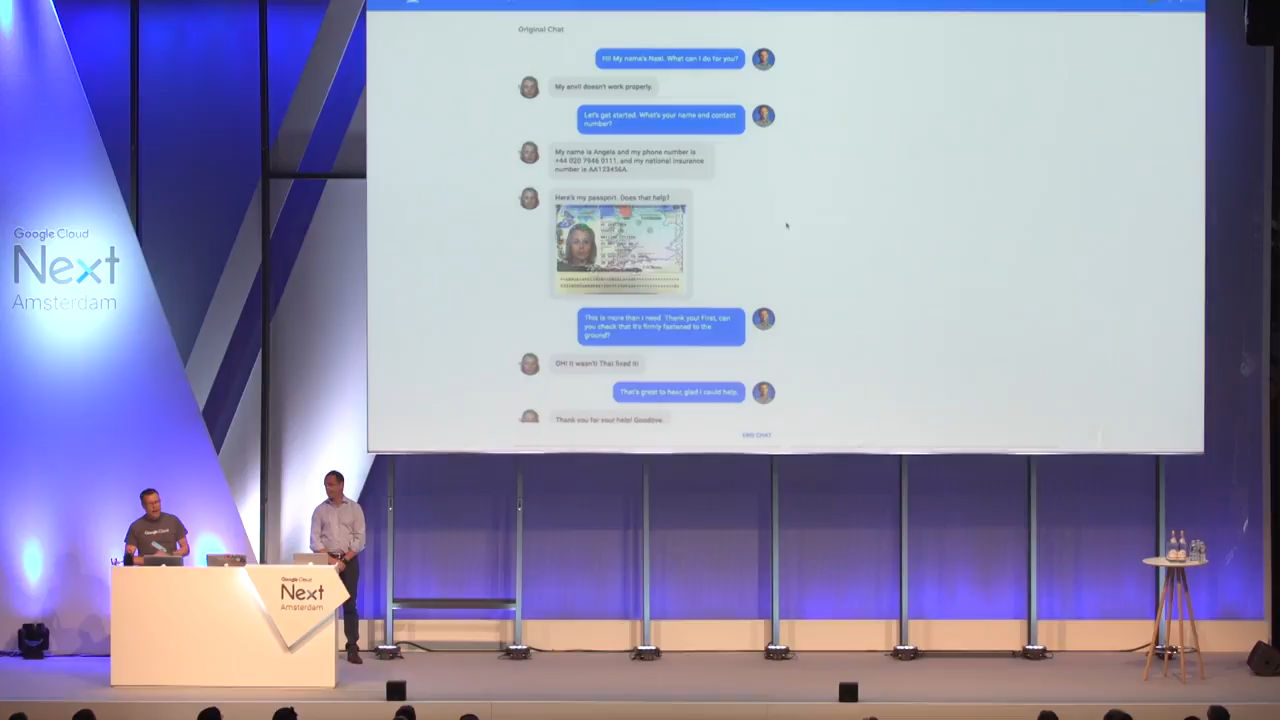 Original Chat
Hi! My name's Neal. What can I do for you?
My anvil doesn't work properly.
Let's get started. What's your name and contact
number?
My name is Angela and my phone number is
+44 020 7946 0111, and my national insurance
number is AA123456A.
Here's my passport. Does that help?
This is more than I need. Thank you! First, can
you check that it's firmly fastened to the
ground?
OH! It wasn't! That fixed it!
That's great to hear, glad I could help.
Thank you for your help! Goodbye.
END CHAT
Google Cloud
Next
Amsterdam
Google Cloud
Google Cloud
Next
Amsterdam